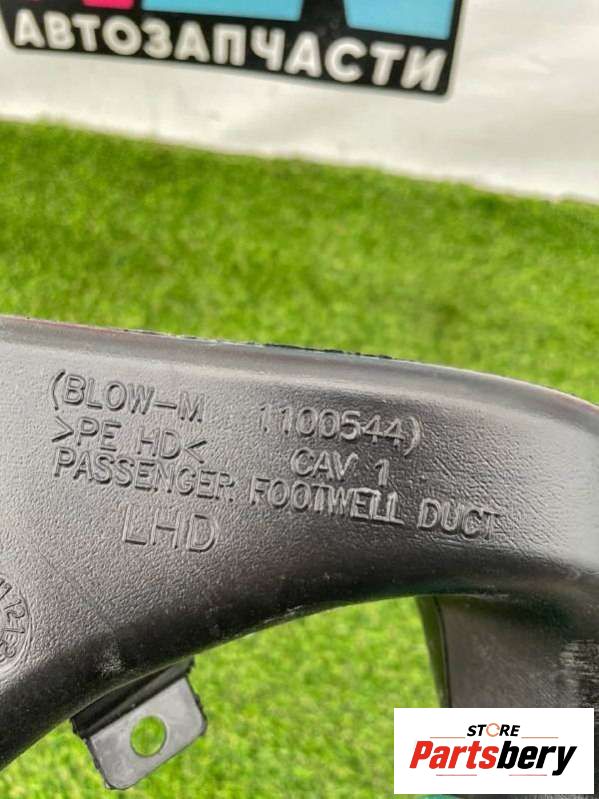 АВТОЗАПЧАСТИ
(BLOW-M 1100544)
>PE HD< CAV 1
PASSENGER FOOTWELL DUCT
LHD
STORE
Partsbery